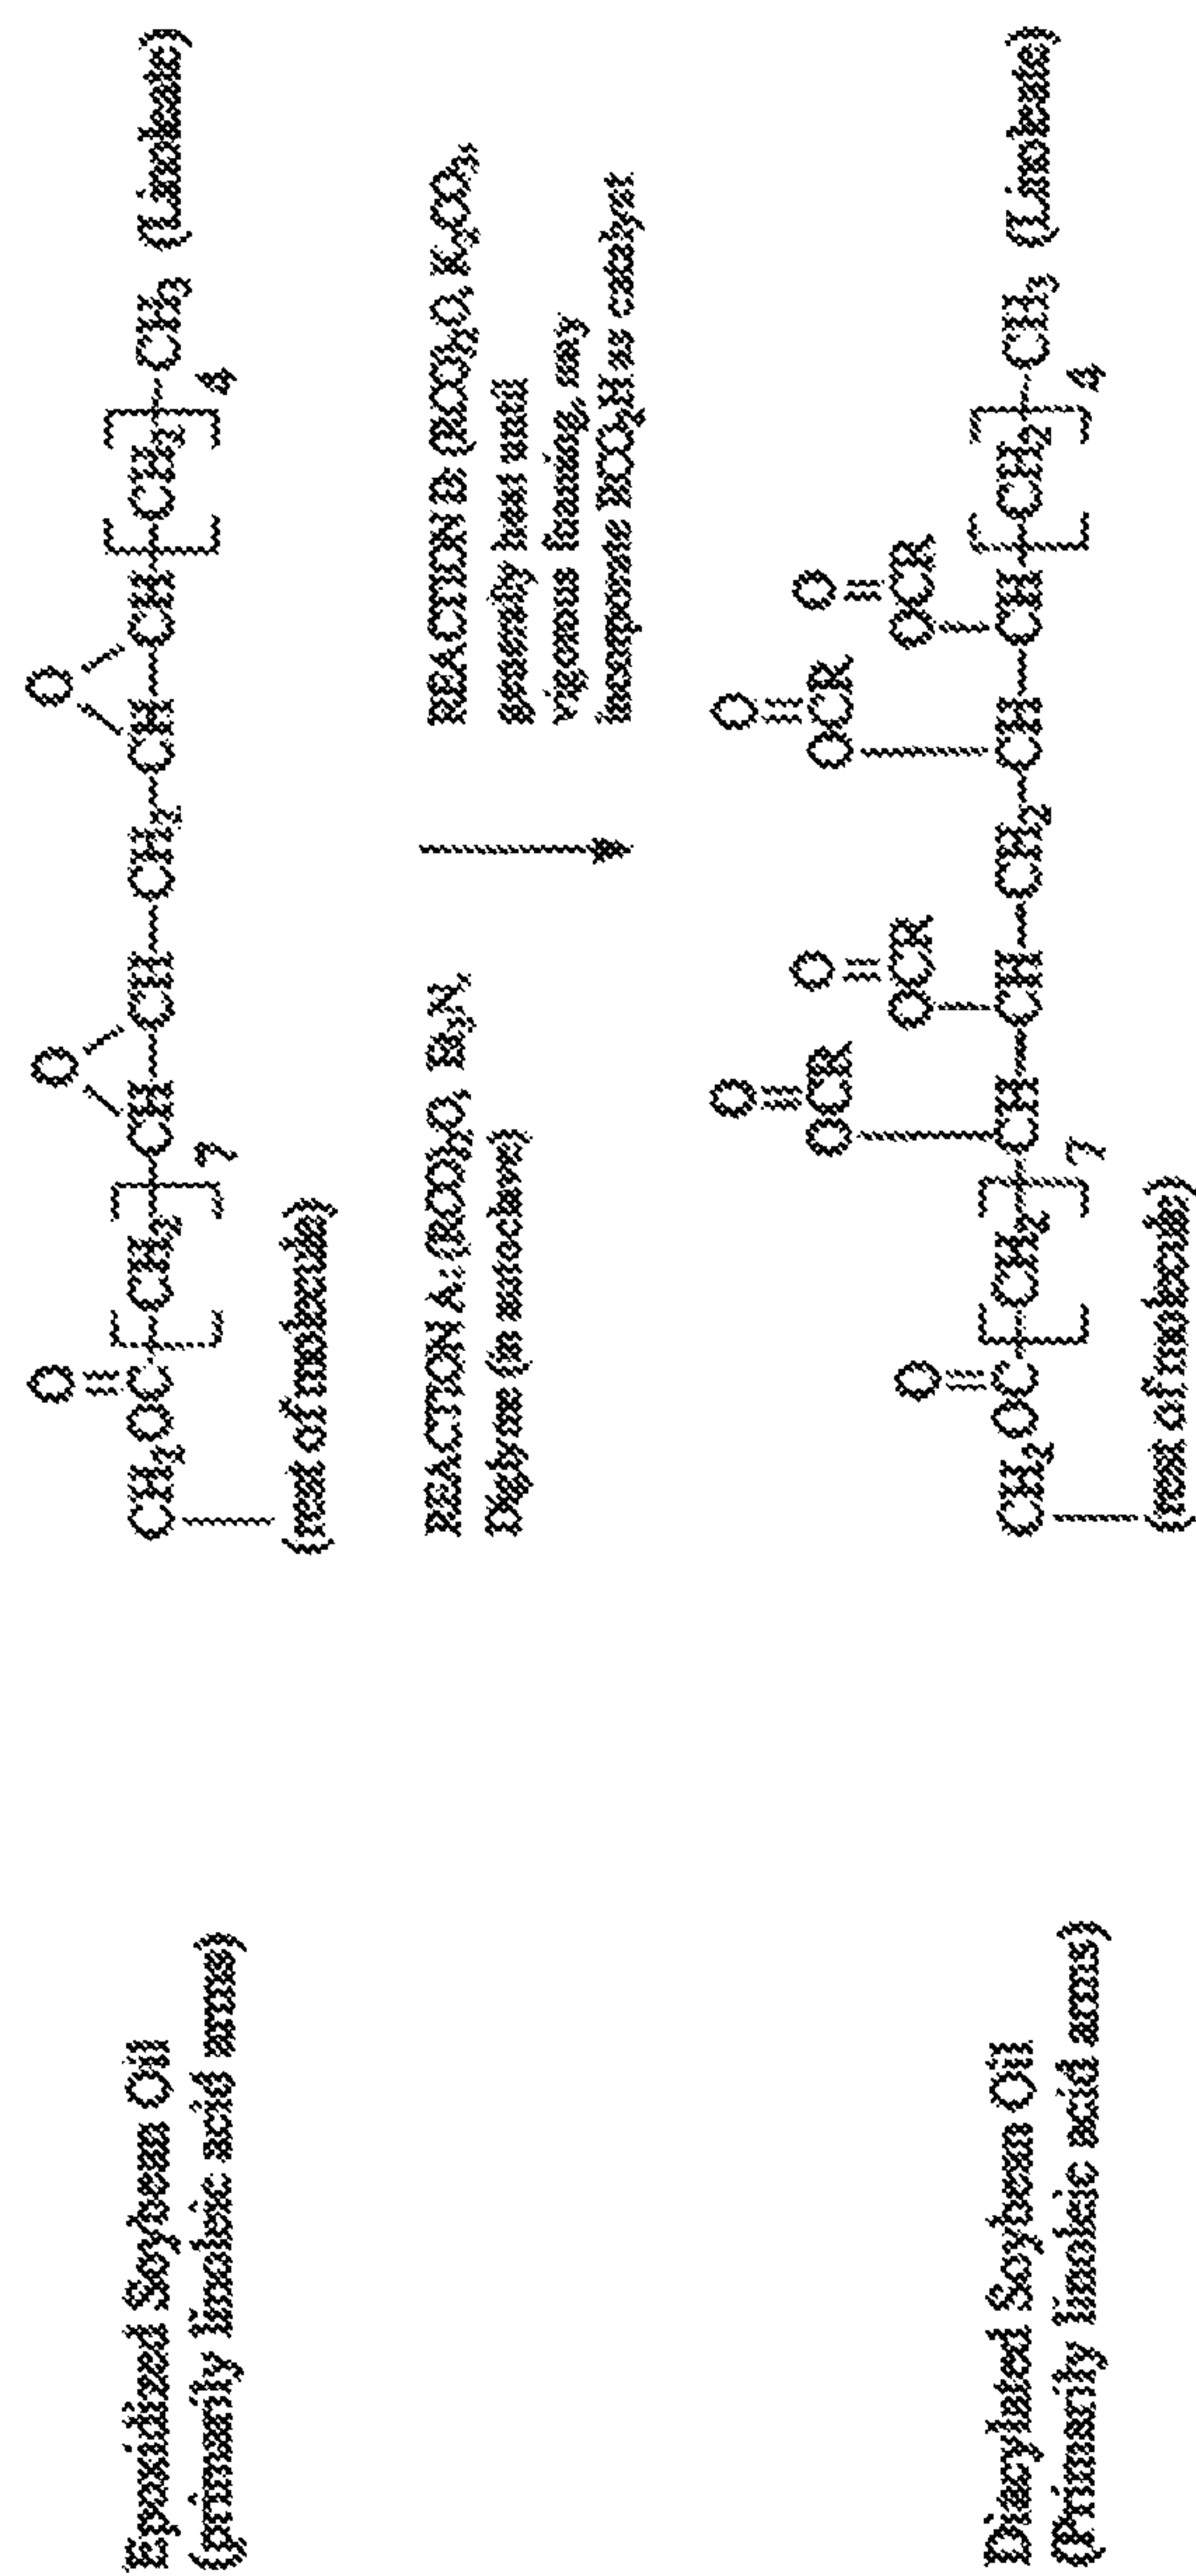 Epoxidized Soybean Oil
(primarily linoleic acid arms)
O O O
CH₂OC[CH₂]₇CH—CH—CH₂—CH—CH[CH₂]₄CH₃ (Linoleate)
(rest of molecule)
REACTION A: (RCO)₂O, Et₃N,
Diglyme (in autoclave)
REACTION B: (RCO)₂O, K₂CO₃,
generally heat until
vigorous foaming, may
incorporate RCO₂H as catalyst
Diacylated Soybean Oil
(Primarily linoleic acid arms)
O O O O O
OCR OCR OCR OCR
CH₂OC[CH₂]₇CH—CH—CH₂—CH—CH[CH₂]₄CH₃ (Linoleate)
(rest of molecule)